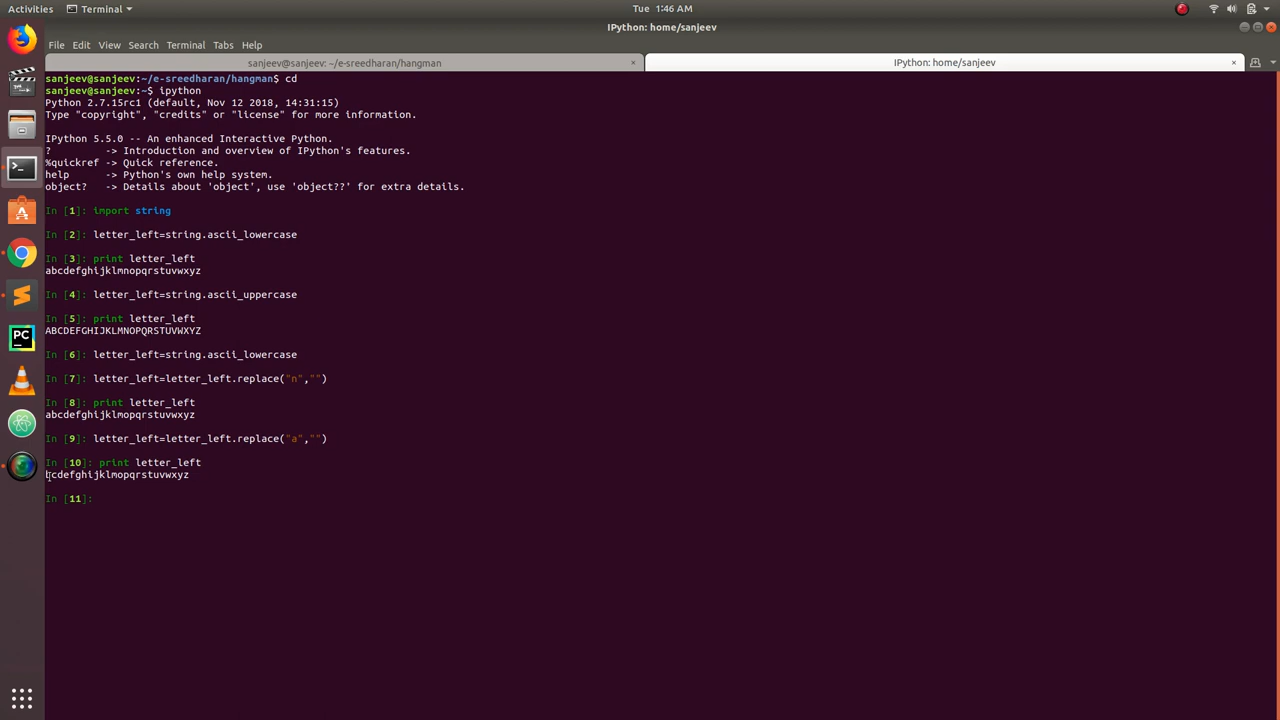 Activities
Terminal
Tue 1:46 AM
IPython: home/sanjeev
File Edit View Search Terminal Tabs Help
sanjeev@sanjeev: ~/e-sreedharan/hangman
IPython: home/sanjeev
sanjeev@sanjeev:~/e-sreedharan/hangman$ cd
sanjeev@sanjeev:~$ ipython
Python 2.7.15rc1 (default, Nov 12 2018, 14:31:15)
Type "copyright", "credits" or "license" for more information.
IPython 5.5.0 -- An enhanced Interactive Python.
? -> Introduction and overview of IPython's features.
%quickref -> Quick reference.
help -> Python's own help system.
object? -> Details about 'object', use 'object??' for extra details.
In [1]: import string
In [2]: letter_left=string.ascii_lowercase
In [3]: print letter_left
abcdefghijklmnopqrstuvwxyz
In [4]: letter_left=string.ascii_uppercase
In [5]: print letter_left
ABCDEFGHIJKLMNOPQRSTUVWXYZ
In [6]: letter_left=string.ascii_lowercase
In [7]: letter_left=letter_left.replace("n","")
In [8]: print letter_left
abcdefghijklmopqrstuvwxyz
In [9]: letter_left=letter_left.replace("a","")
In [10]: print letter_left
bcdefghijklmopqrstuvwxyz
In [11]:
PC